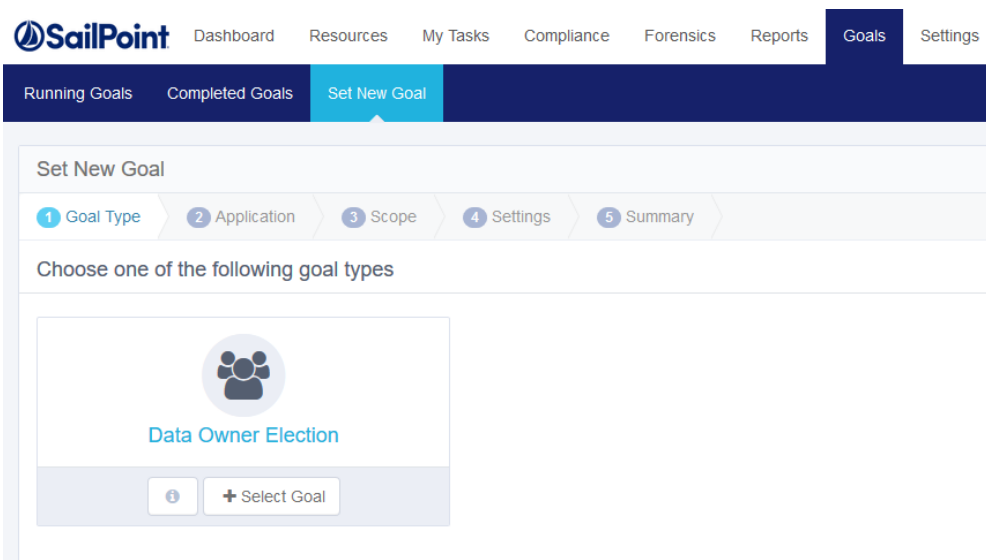 SailPoint Dashboard Resources My Tasks Compliance Forensics Reports Goals Settings
Running Goals Completed Goals Set New Goal
Set New Goal
1 Goal Type 2 Application 3 Scope 4 Settings 5 Summary
Choose one of the following goal types
Data Owner Election
+ Select Goal